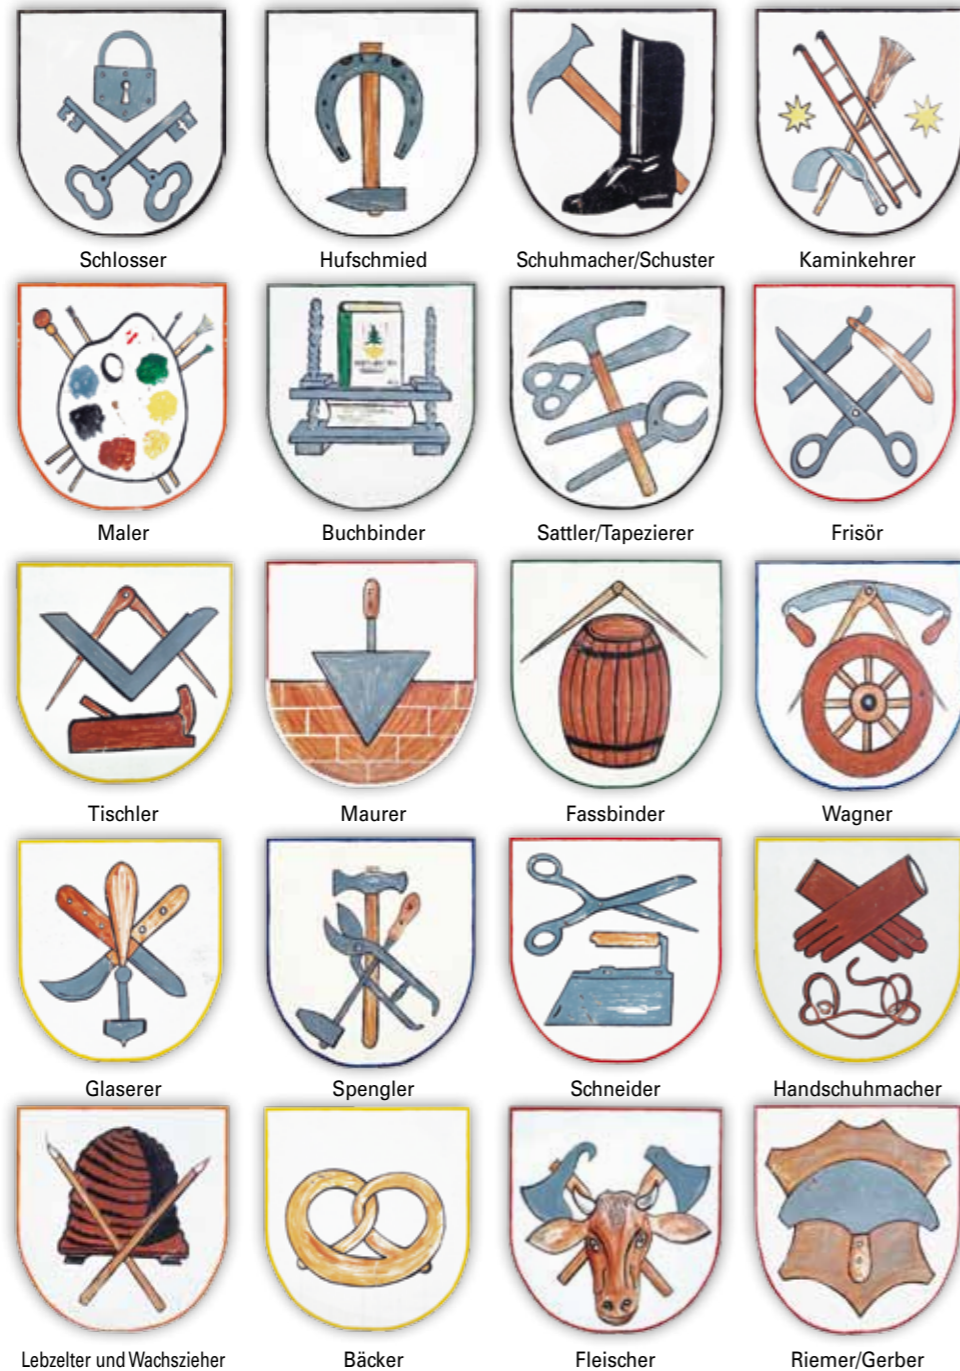 Schlosser
Hufschmied
Schuhmacher/Schuster
Kaminkehrer
Maler
Buchbinder
Sattler/Tapezierer
Frisör
Tischler
Maurer
Fassbinder
Wagner
Glaserer
Spengler
Schneider
Handschuhmacher
Lebzelter und Wachszieher
Bäcker
Fleischer
Riemer/Gerber